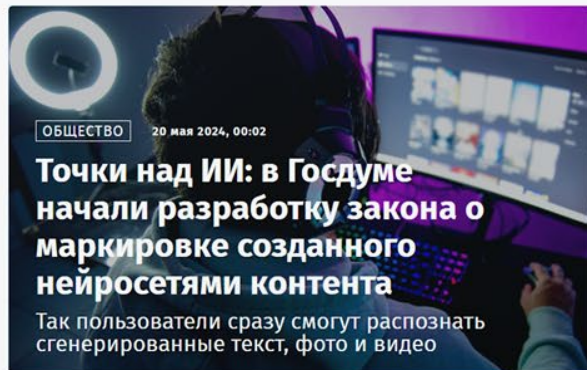 ОБЩЕСТВО 20 мая 2024, 00:02
Точки над ИИ: в Госдуме
начали разработку закона о
маркировке созданного
нейросетями контента
Так пользователи сразу смогут распознать
сгенерированные текст, фото и видео